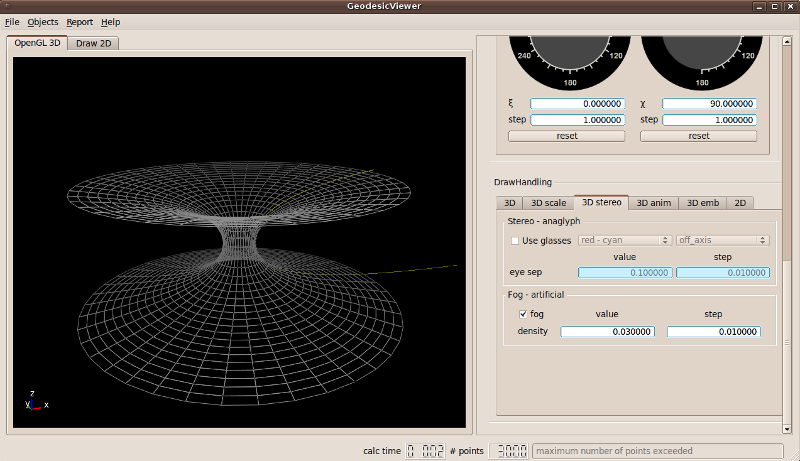 GeodesicViewer
File Objects Report Help
OpenGL 3D Draw 2D
240 120 240 120
180 180
ξ 0.000000 χ 90.000000
step 1.000000 step 1.000000
reset reset
DrawHandling
3D 3D scale 3D stereo 3D anim 3D emb 2D
Stereo - anaglyph
Use glasses red - cyan off_axis
value step
eye sep 0.100000 0.010000
Fog - artificial
fog value step
density 0.030000 0.010000
z
y x
calc time 0.002 # points 3000 maximum number of points exceeded